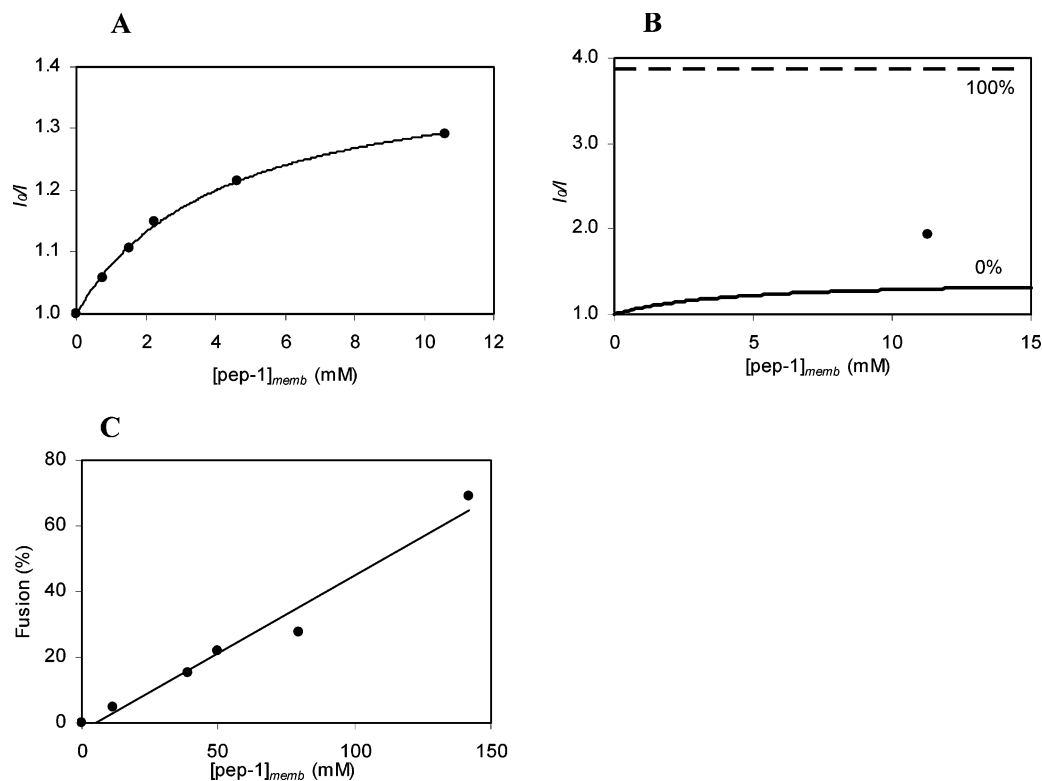 A
1.4
1.3
1.2
1.1
1.0
I0/I
0 2 4 6 8 10 12
[pep-1]memb (mM)
B
4.0
3.0
2.0
1.0
I0/I
100%
0%
0 5 10 15
[pep-1]memb (mM)
C
80
60
40
20
0
Fusion (%)
0 50 100 150
[pep-1]memb (mM)